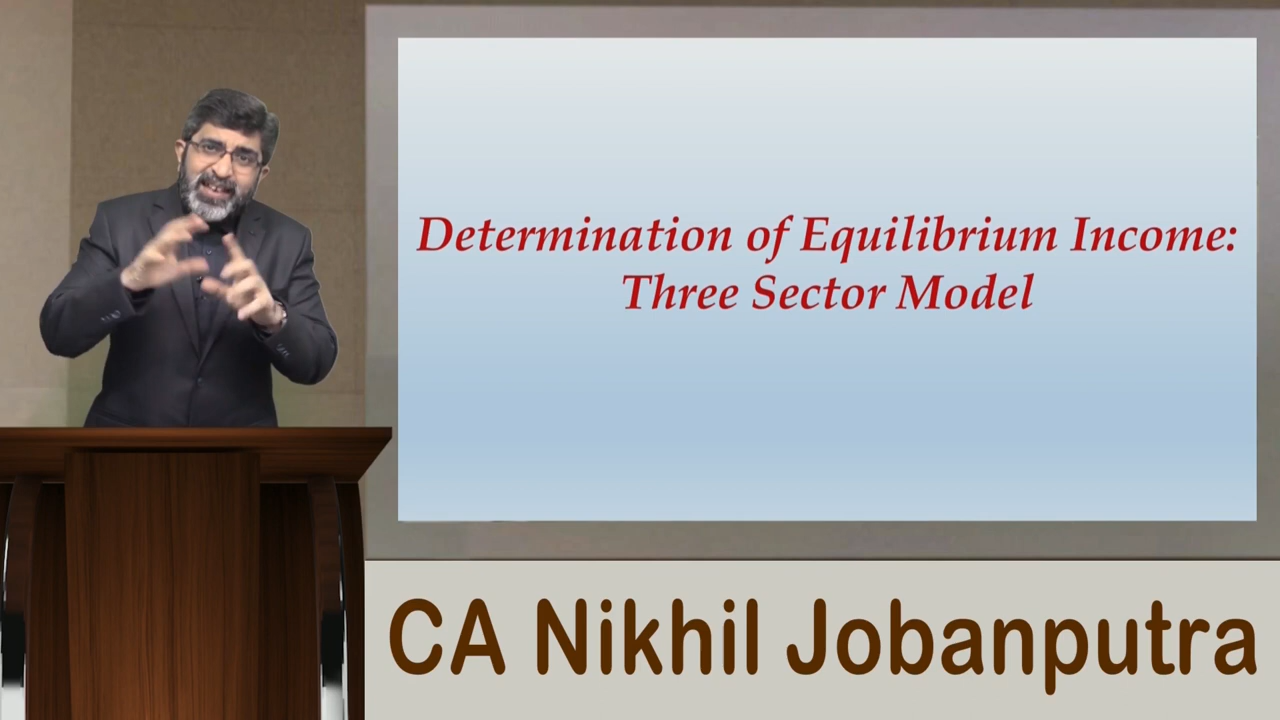 Determination of Equilibrium Income:
Three Sector Model
CA Nikhil Jobanputra